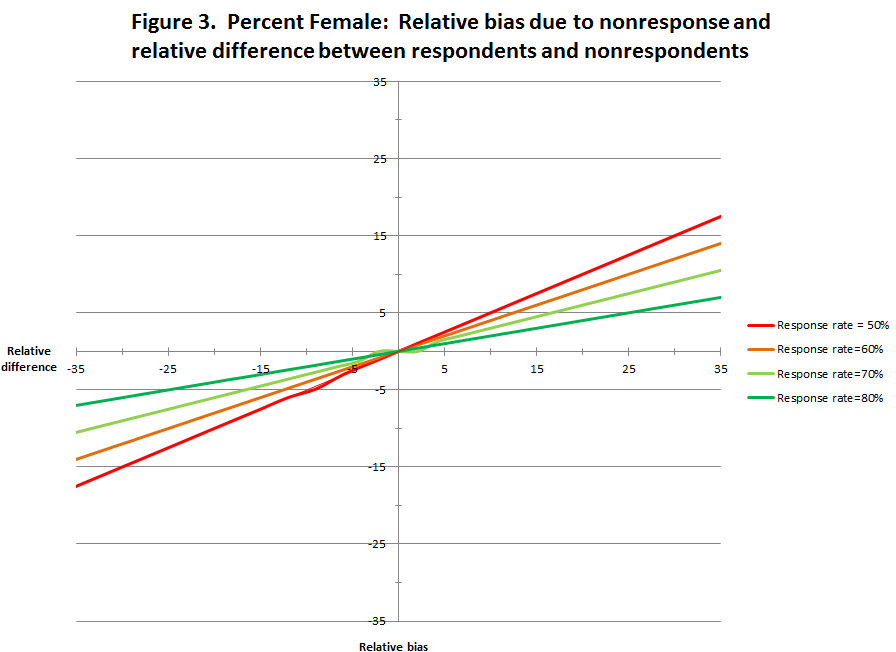 Figure 3.  Percent Female:  Relative bias due to nonresponse and
relative difference between respondents and nonrespondents
35
25
15
5
Relative
difference
-35
-25
-15
-5
5
15
25
35
-5
-15
-25
-35
Relative bias
Response rate = 50%
Response rate=60%
Response rate=70%
Response rate=80%